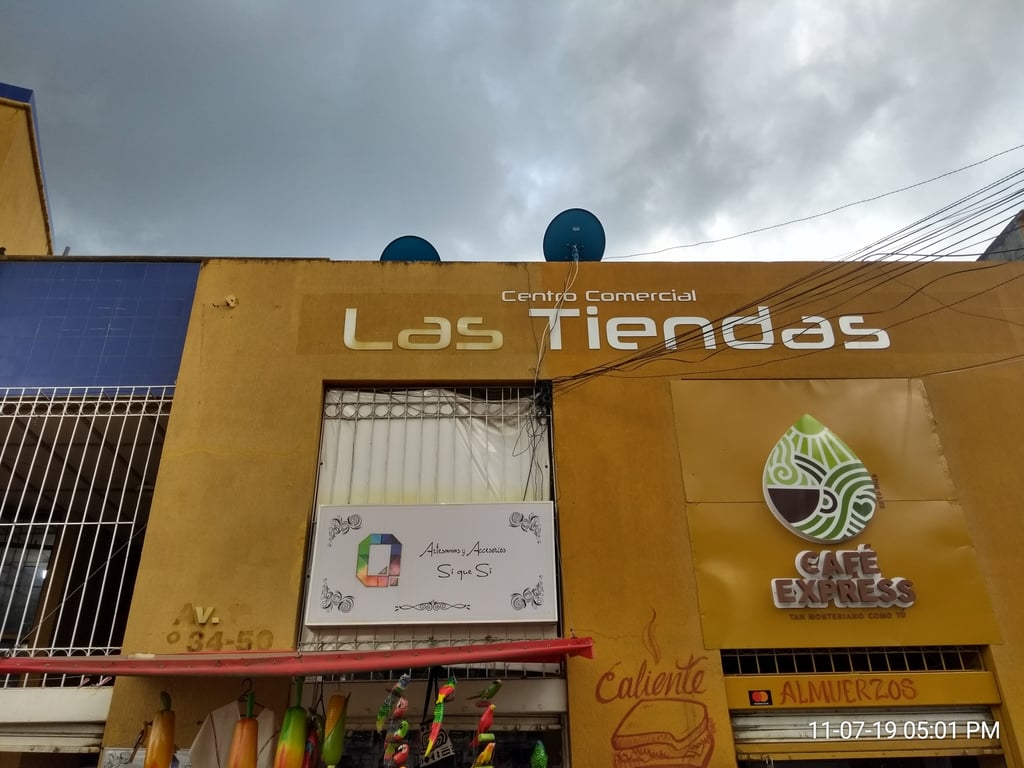 Centro Comercial
Las Tiendas
Artesanias y Accesorios
Si que Si
CAFÉ
EXPRESS
TAN MONTERIANO COMO TÚ
Av.
34-50
Caliente
ALMUERZOS
11-07-19 05:01 PM